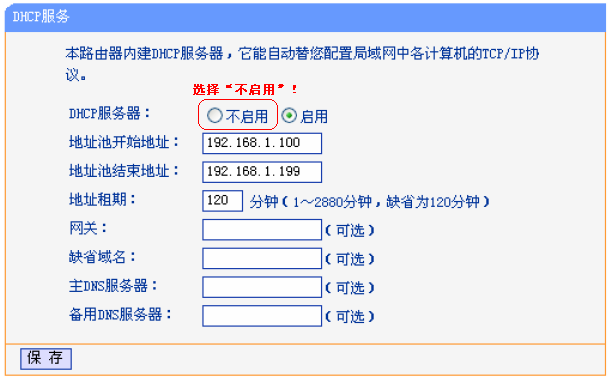 DHCP服务
本路由器内建DHCP服务器，它能自动替您配置局域网中各计算机的TCP/IP协
议。
选择“不启用”！
DHCP服务器： 不启用 启用
地址池开始地址： 192.168.1.100
地址池结束地址： 192.168.1.199
地址租期： 120 分钟（1～2880分钟，缺省为120分钟）
网关： （可选）
缺省域名： （可选）
主DNS服务器： （可选）
备用DNS服务器： （可选）
保 存